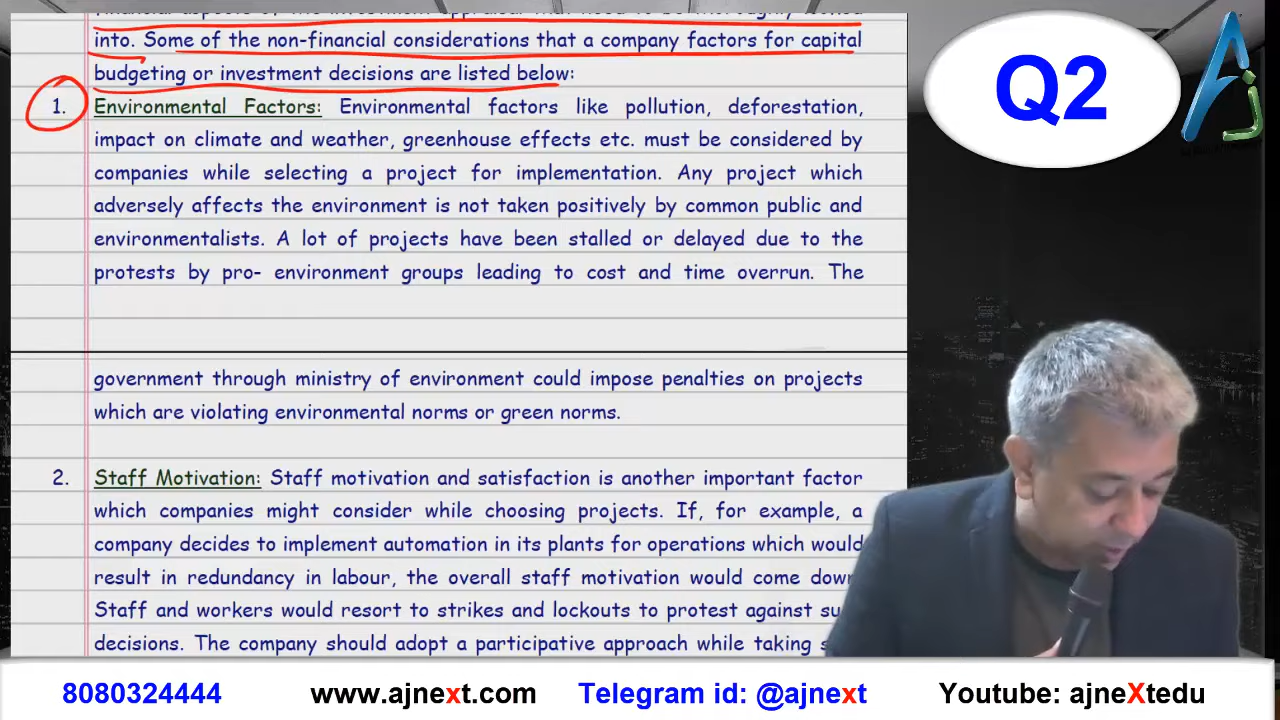 into. Some of the non-financial considerations that a company factors for capital
budgeting or investment decisions are listed below:
1. Environmental Factors: Environmental factors like pollution, deforestation,
impact on climate and weather, greenhouse effects etc. must be considered by
companies while selecting a project for implementation. Any project which
adversely affects the environment is not taken positively by common public and
environmentalists. A lot of projects have been stalled or delayed due to the
protests by pro- environment groups leading to cost and time overrun. The
government through ministry of environment could impose penalties on projects
which are violating environmental norms or green norms.
2. Staff Motivation: Staff motivation and satisfaction is another important factor
which companies might consider while choosing projects. If, for example, a
company decides to implement automation in its plants for operations which would
result in redundancy in labour, the overall staff motivation would come down
Staff and workers would resort to strikes and lockouts to protest against
decisions. The company should adopt a participative approach while taking
Q2
8080324444
www.ajnext.com
Telegram id: @ajnext
Youtube: ajneXtedu